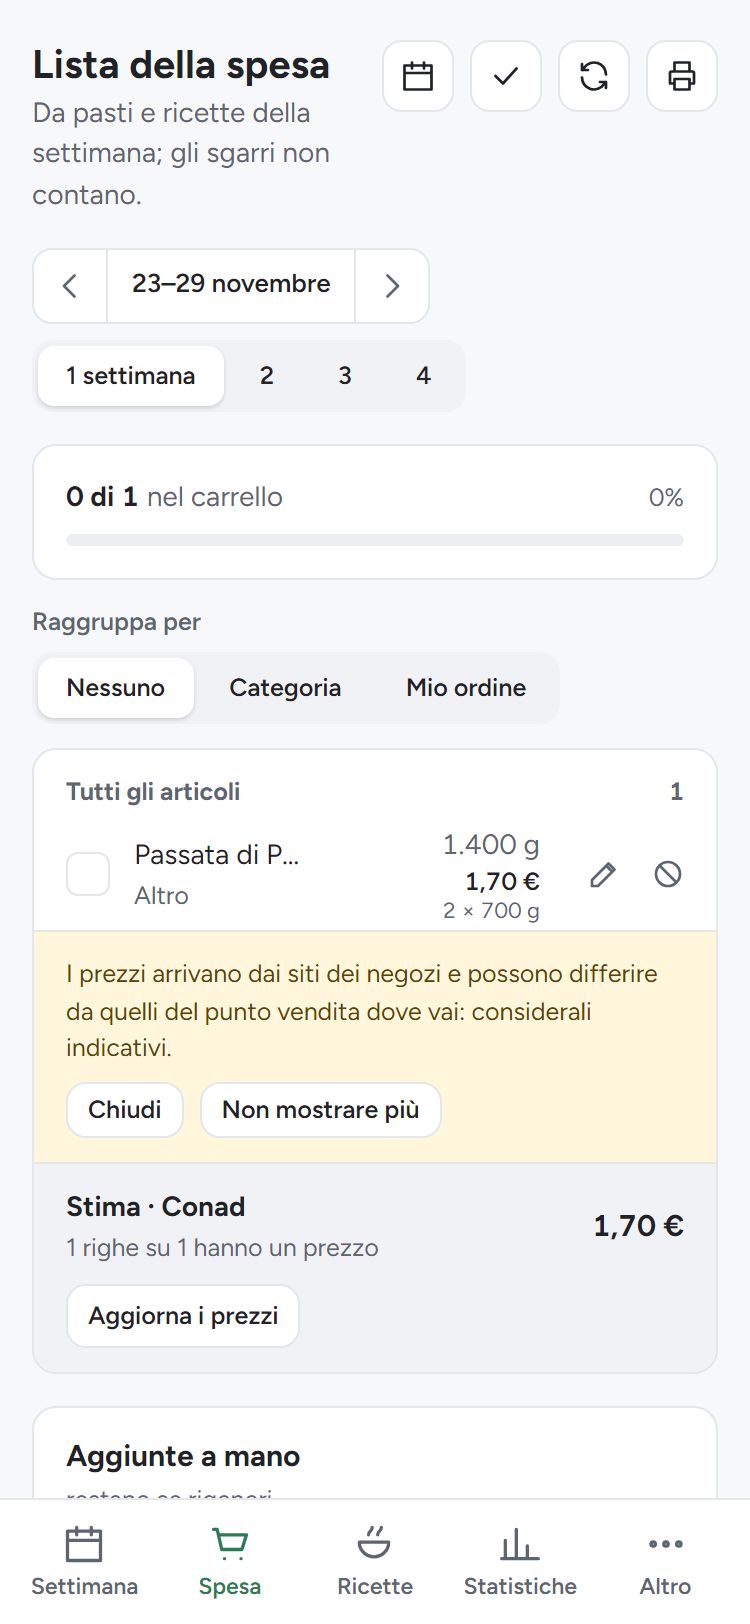 Lista della spesa
Da pasti e ricette della
settimana; gli sgarri non
contano.
23–29 novembre
1 settimana 2 3 4
0 di 1 nel carrello 0%
Raggruppa per
Nessuno Categoria Mio ordine
Tutti gli articoli 1
Passata di P...
Altro
1.400 g
1,70 €
2 × 700 g
I prezzi arrivano dai siti dei negozi e possono differire
da quelli del punto vendita dove vai: considerali
indicativi.
Chiudi Non mostrare più
Stima · Conad
1 righe su 1 hanno un prezzo
1,70 €
Aggiorna i prezzi
Aggiunte a mano
restano se rigeneri
Settimana Spesa Ricette Statistiche Altro